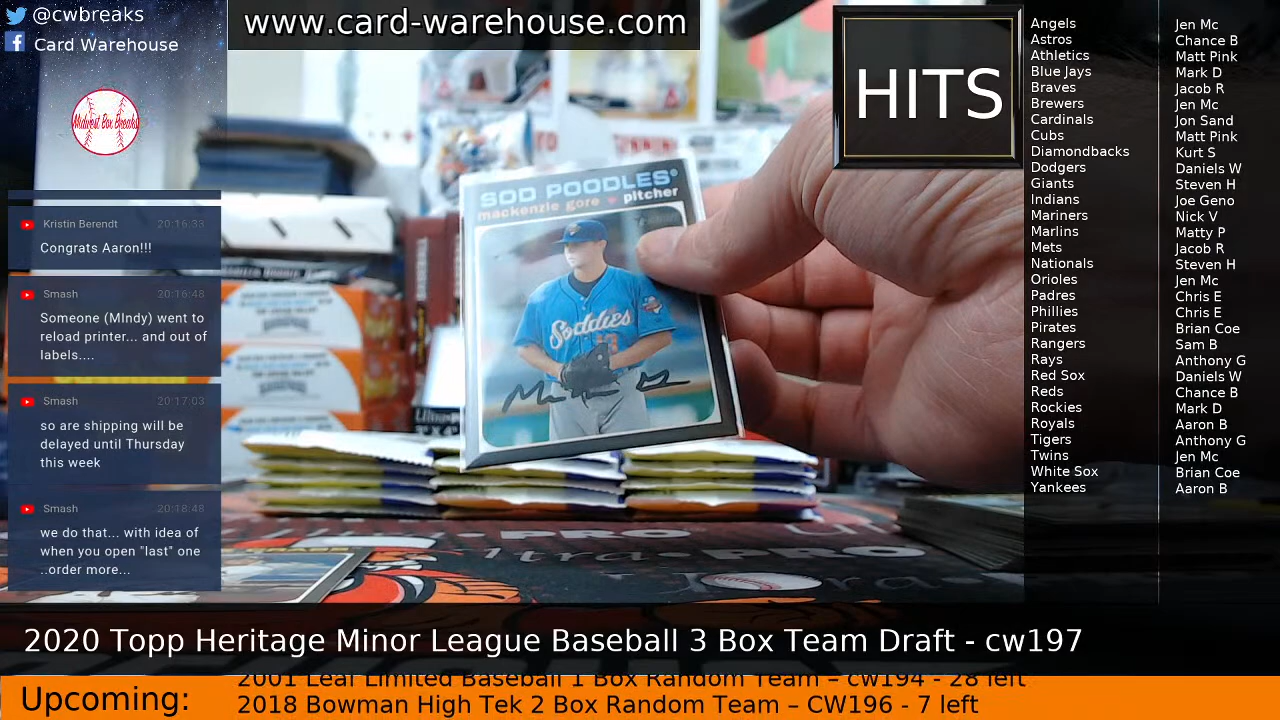 @cwbreaks
Card Warehouse
www.card-warehouse.com
HITS
Midwest Box Breaks
Kristin Berendt 20:16:33
Congrats Aaron!!!
Smash 20:16:48
Someone (MIndy) went to
reload printer... and out of
labels....
Smash 20:17:03
so are shipping will be
delayed until Thursday
this week
Smash 20:18:48
we do that... with idea of
when you open "last" one
..order more...
SOD POODLES
mackenzie gore pitcher
Soddies
PRO
Ultra PRO
Angels Jen Mc
Astros Chance B
Athletics Matt Pink
Blue Jays Mark D
Braves Jacob R
Brewers Jen Mc
Cardinals Jon Sand
Cubs Matt Pink
Diamondbacks Kurt S
Dodgers Daniels W
Giants Steven H
Indians Joe Geno
Mariners Nick V
Marlins Matty P
Mets Jacob R
Nationals Steven H
Orioles Jen Mc
Padres Chris E
Phillies Chris E
Pirates Brian Coe
Rangers Sam B
Rays Anthony G
Red Sox Daniels W
Reds Chance B
Rockies Mark D
Royals Aaron B
Tigers Anthony G
Twins Jen Mc
White Sox Brian Coe
Yankees Aaron B
2020 Topp Heritage Minor League Baseball 3 Box Team Draft - cw197
Upcoming:
2001 Leaf Limited Baseball 1 Box Random Team – cw194 - 28 left
2018 Bowman High Tek 2 Box Random Team – CW196 - 7 left